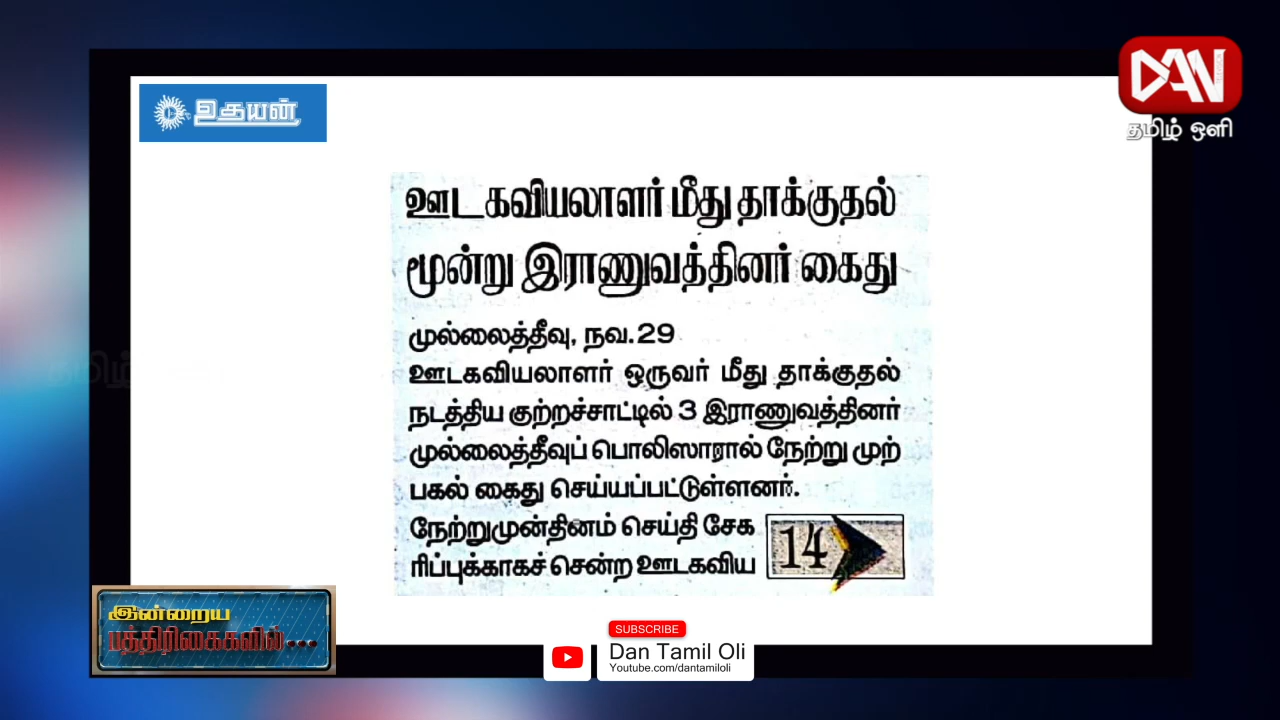 உதயன்
DAN
தமிழ் ஒளி
ஊடகவியலாளர் மீது தாக்குதல்
மூன்று இராணுவத்தினர் கைது
முல்லைத்தீவு, நவ.29
ஊடகவியலாளர் ஒருவர் மீது தாக்குதல்
நடத்திய குற்றச்சாட்டில் 3 இராணுவத்தினர்
முல்லைத்தீவுப் பொலிஸாரால் நேற்று முற்
பகல் கைது செய்யப்பட்டுள்ளனர்.
நேற்றுமுன்தினம் செய்தி சேக
ரிப்புக்காகச் சென்ற ஊடகவிய
14
இன்றைய
பத்திரிகைகளில்...
SUBSCRIBE
Dan Tamil Oli
Youtube.com/dantamiloli